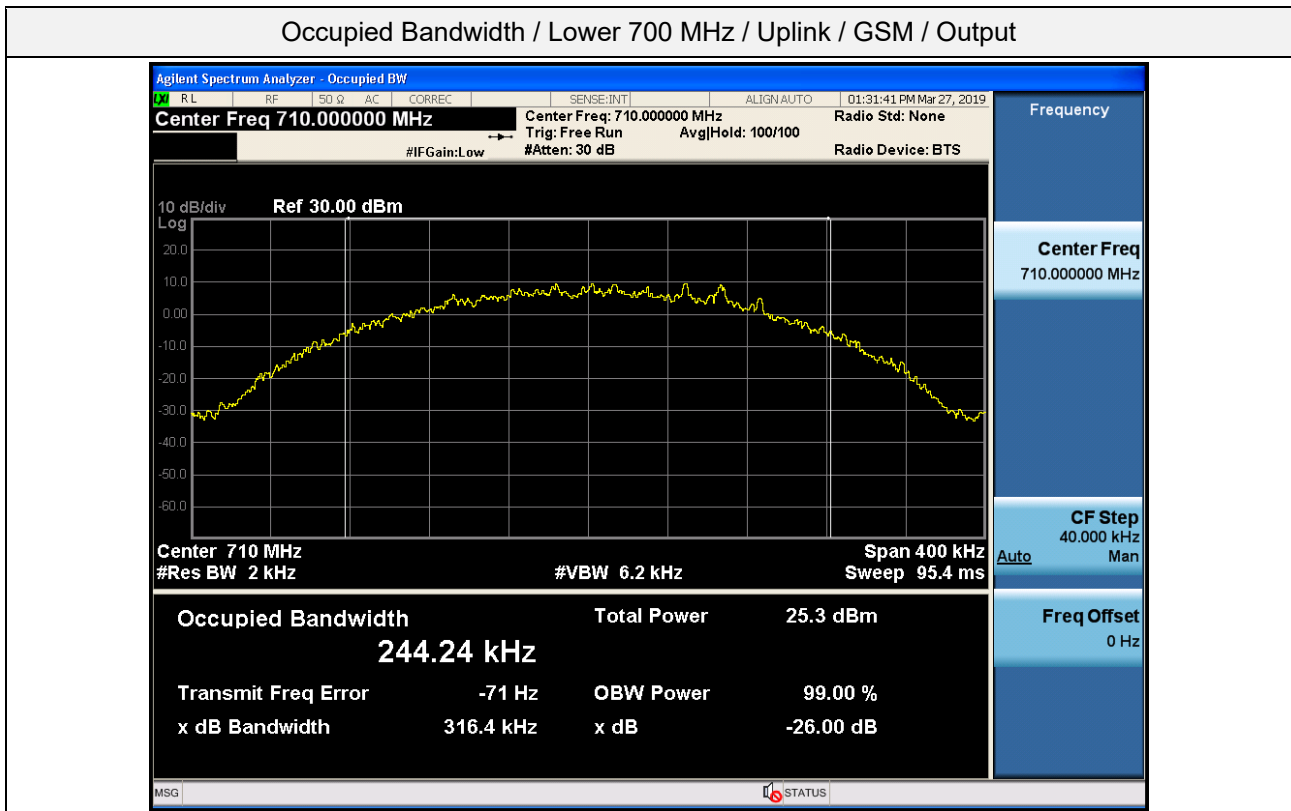 Occupied Bandwidth / Lower 700 MHz / Uplink / GSM / Output
Agilent Spectrum Analyzer - Occupied BW
LXI RL RF 50 Ω AC CORREC SENSE:INT ALIGN AUTO 01:31:41 PM Mar 27, 2019
Center Freq 710.000000 MHz
Center Freq: 710.000000 MHz
Radio Std: None
Trig: Free Run Avg|Hold: 100/100
#IFGain:Low #Atten: 30 dB Radio Device: BTS
Frequency
10 dB/div Ref 30.00 dBm
Log
20.0
10.0
0.00
-10.0
-20.0
-30.0
-40.0
-50.0
-60.0
Center Freq
710.000000 MHz
Center 710 MHz Span 400 kHz
#Res BW 2 kHz #VBW 6.2 kHz Sweep 95.4 ms
CF Step
40.000 kHz
Auto Man
Occupied Bandwidth Total Power 25.3 dBm
244.24 kHz
Transmit Freq Error -71 Hz OBW Power 99.00 %
x dB Bandwidth 316.4 kHz x dB -26.00 dB
Freq Offset
0 Hz
MSG STATUS